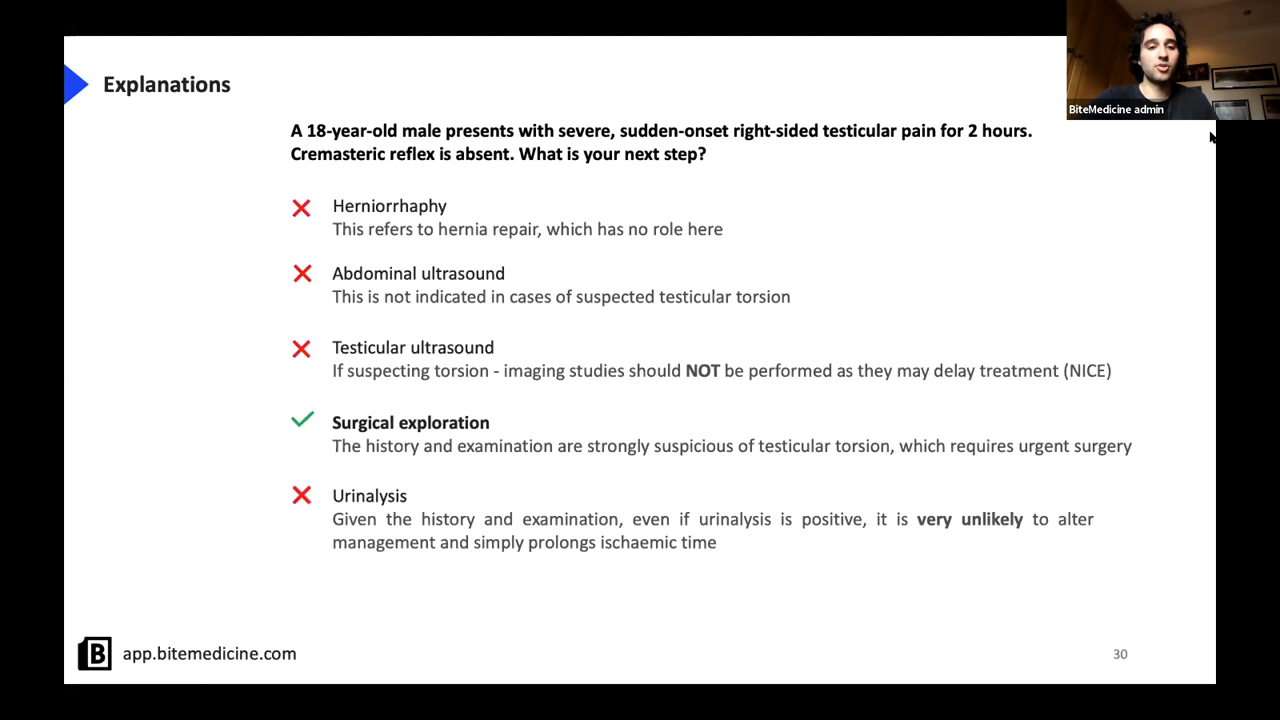 BiteMedicine admin
Explanations
A 18-year-old male presents with severe, sudden-onset right-sided testicular pain for 2 hours.
Cremasteric reflex is absent. What is your next step?
Herniorrhaphy
This refers to hernia repair, which has no role here
Abdominal ultrasound
This is not indicated in cases of suspected testicular torsion
Testicular ultrasound
If suspecting torsion - imaging studies should NOT be performed as they may delay treatment (NICE)
Surgical exploration
The history and examination are strongly suspicious of testicular torsion, which requires urgent surgery
Urinalysis
Given the history and examination, even if urinalysis is positive, it is very unlikely to alter
management and simply prolongs ischaemic time
B app.bitemedicine.com
30